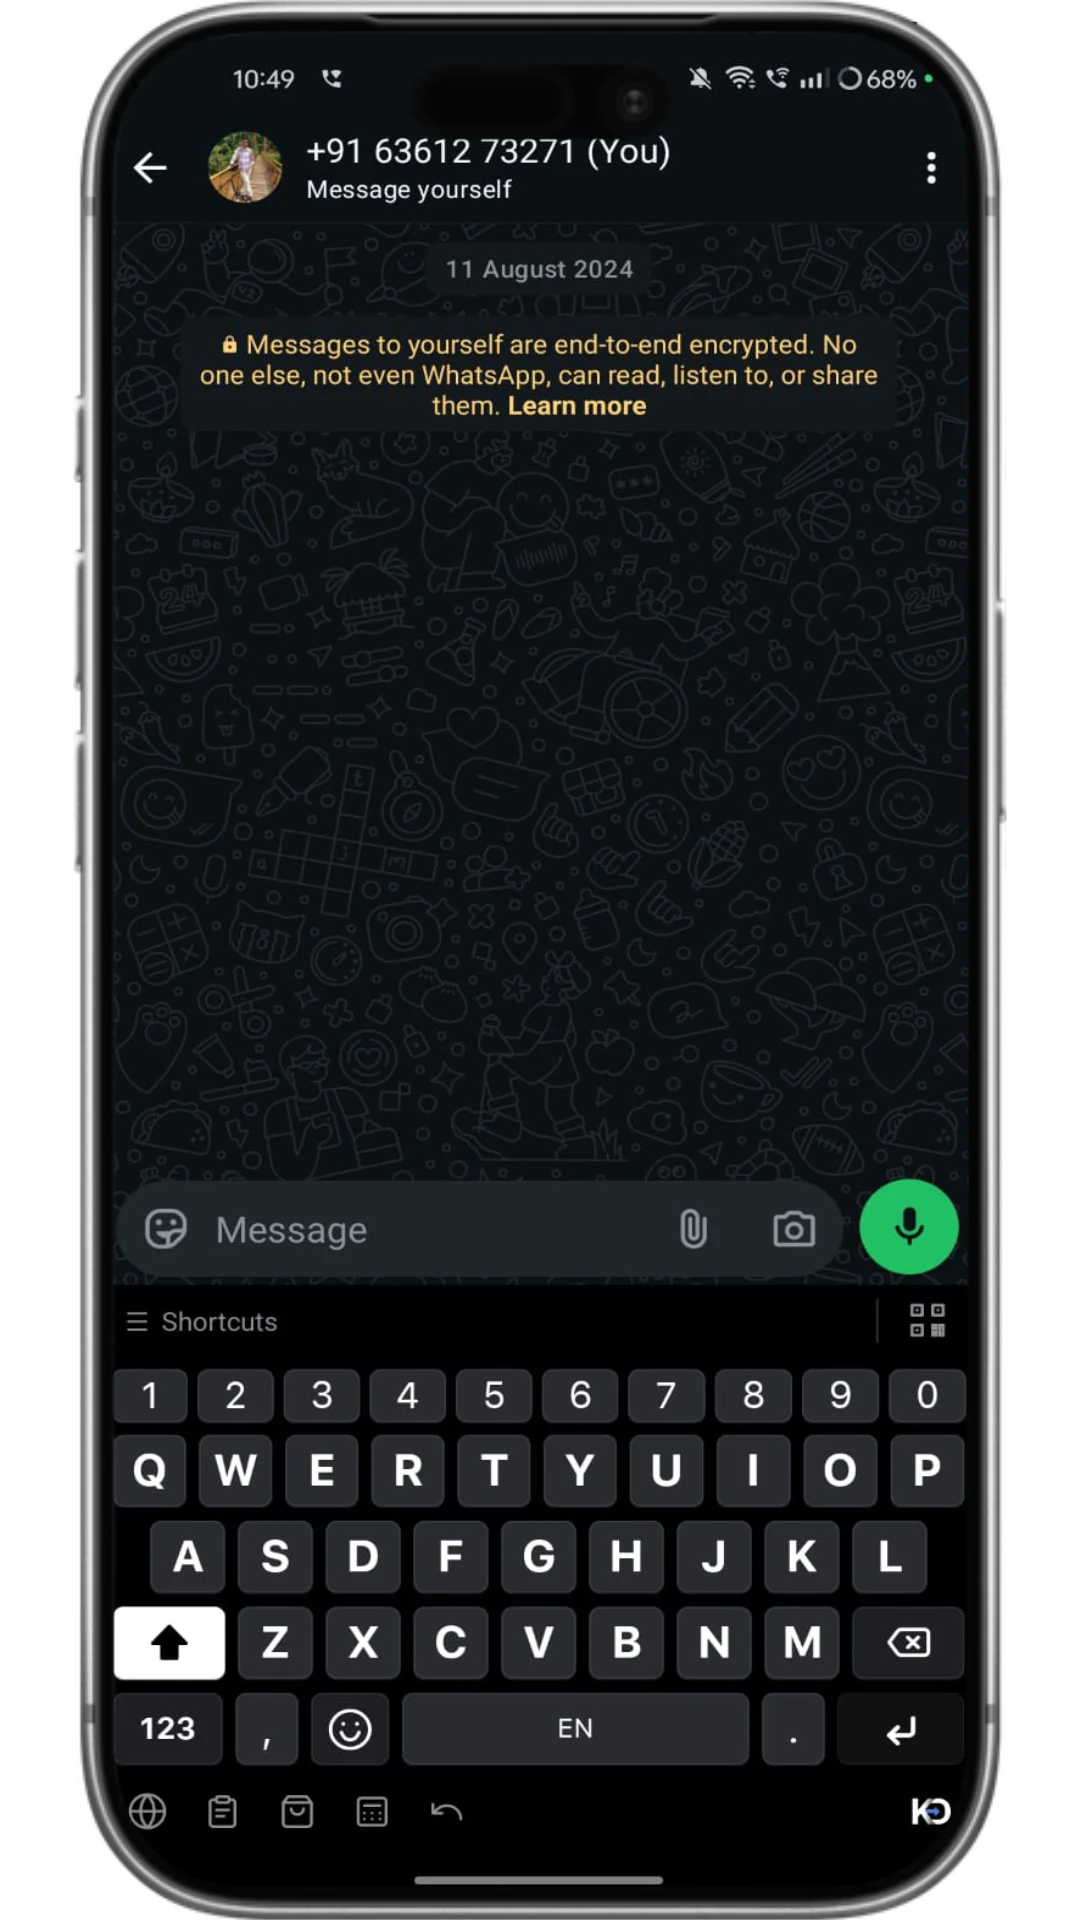 10:49
68%
+91 63612 73271 (You)
Message yourself
11 August 2024
Messages to yourself are end-to-end encrypted. No
one else, not even WhatsApp, can read, listen to, or share
them. Learn more
Message
Shortcuts
1 2 3 4 5 6 7 8 9 0
Q W E R T Y U I O P
A S D F G H J K L
Z X C V B N M
123 , EN .